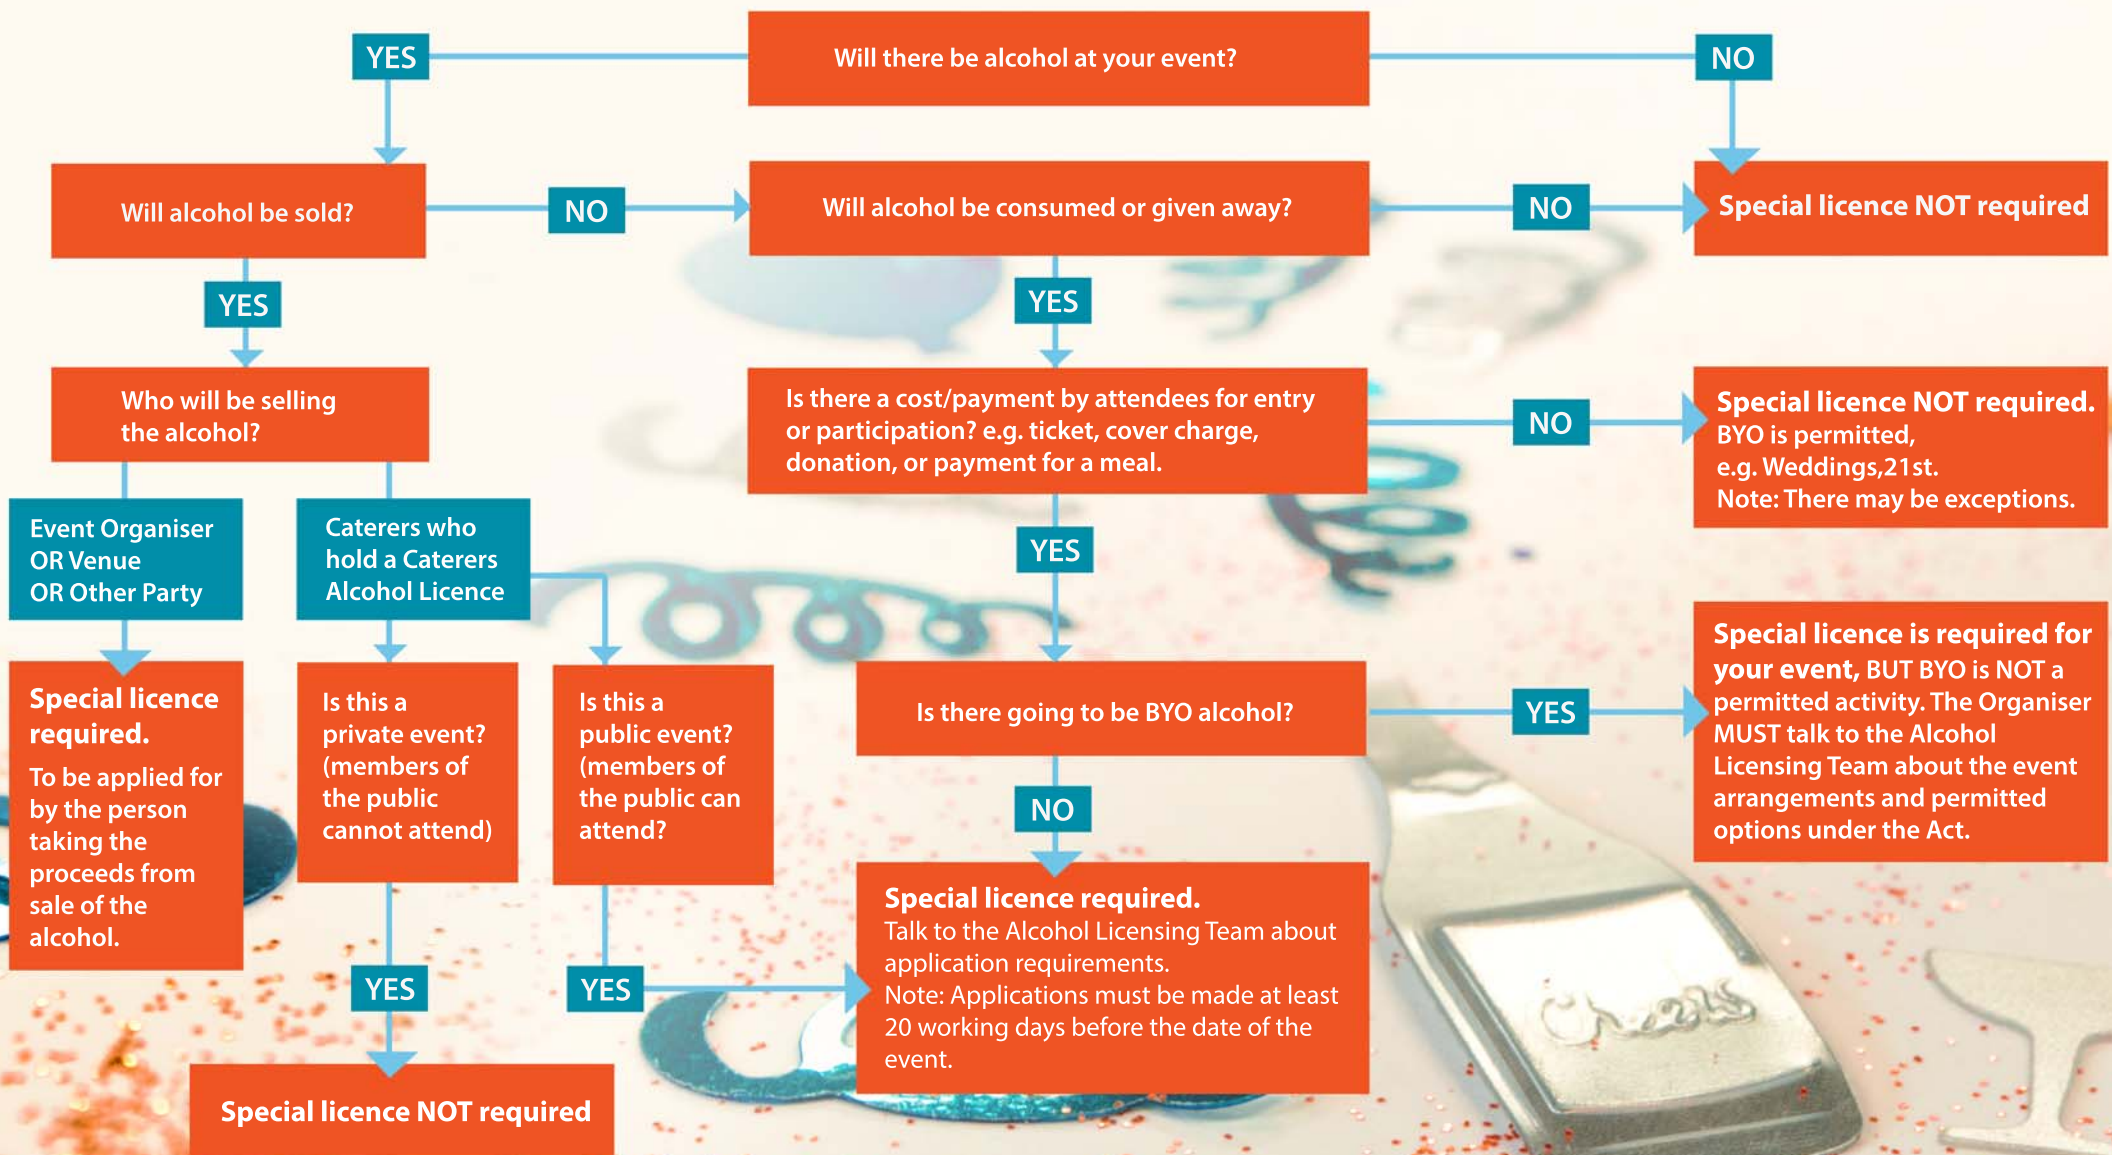 YES
Will there be alcohol at your event?
NO
Will alcohol be sold?
NO
Will alcohol be consumed or given away?
NO
Special licence NOT required
YES
YES
Who will be selling
the alcohol?
Is there a cost/payment by attendees for entry
or participation? e.g. ticket, cover charge,
donation, or payment for a meal.
NO
Special licence NOT required.
BYO is permitted,
e.g. Weddings,21st.
Note: There may be exceptions.
Event Organiser
OR Venue
OR Other Party
Caterers who
hold a Caterers
Alcohol Licence
YES
Special licence
required.
To be applied for
by the person
taking the
proceeds from
sale of the
alcohol.
Is this a
private event?
(members of
the public
cannot attend)
Is this a
public event?
(members of
the public can
attend?
Is there going to be BYO alcohol?
YES
Special licence is required for
your event, BUT BYO is NOT a
permitted activity. The Organiser
MUST talk to the Alcohol
Licensing Team about the event
arrangements and permitted
options under the Act.
NO
YES
YES
Special licence required.
Talk to the Alcohol Licensing Team about
application requirements.
Note: Applications must be made at least
20 working days before the date of the
event.
Special licence NOT required
Cheers